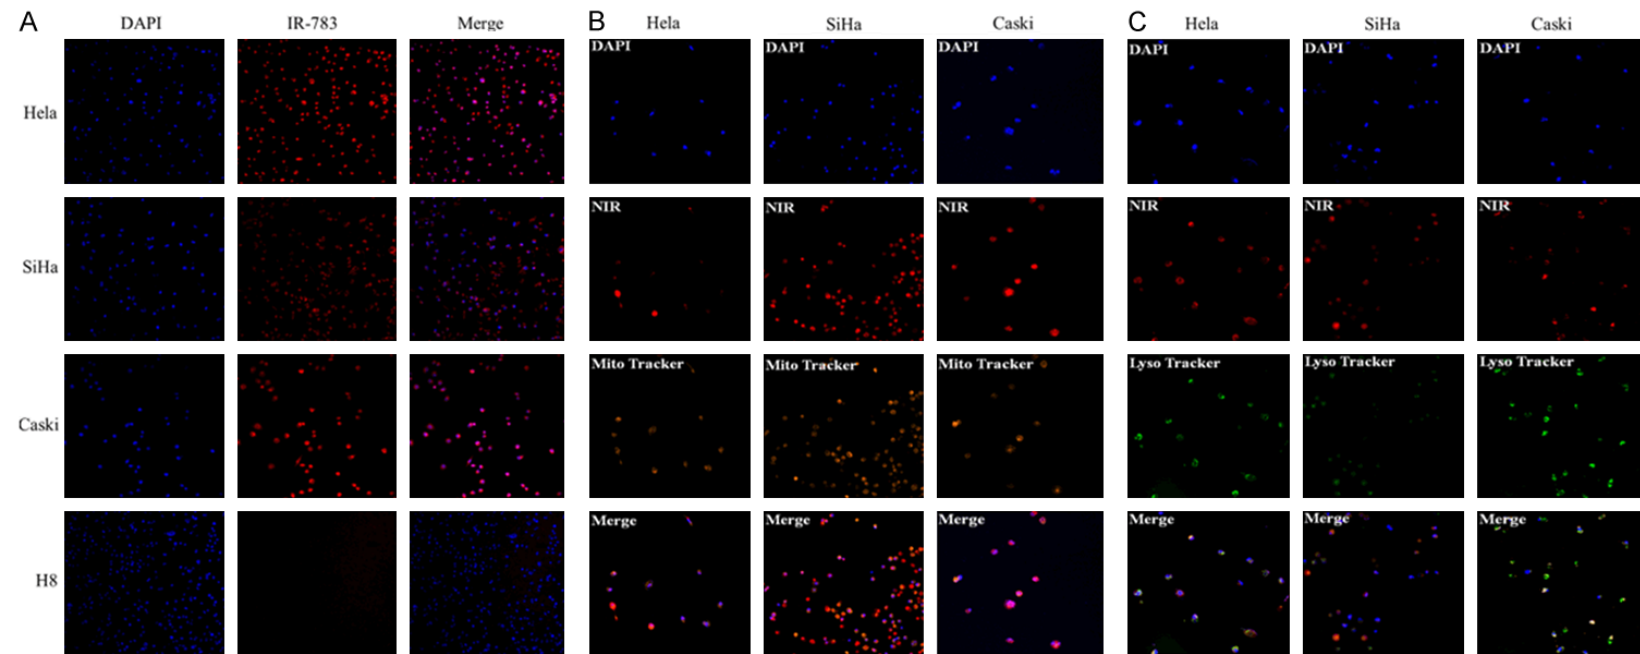 A DAPI IR-783 Merge B Hela SiHa Caski C Hela SiHa Caski
Hela DAPI DAPI DAPI DAPI DAPI DAPI
SiHa NIR NIR NIR NIR NIR NIR
Caski Mito Tracker Mito Tracker Mito Tracker Lyso Tracker Lyso Tracker Lyso Tracker
H8 Merge Merge Merge Merge Merge Merge